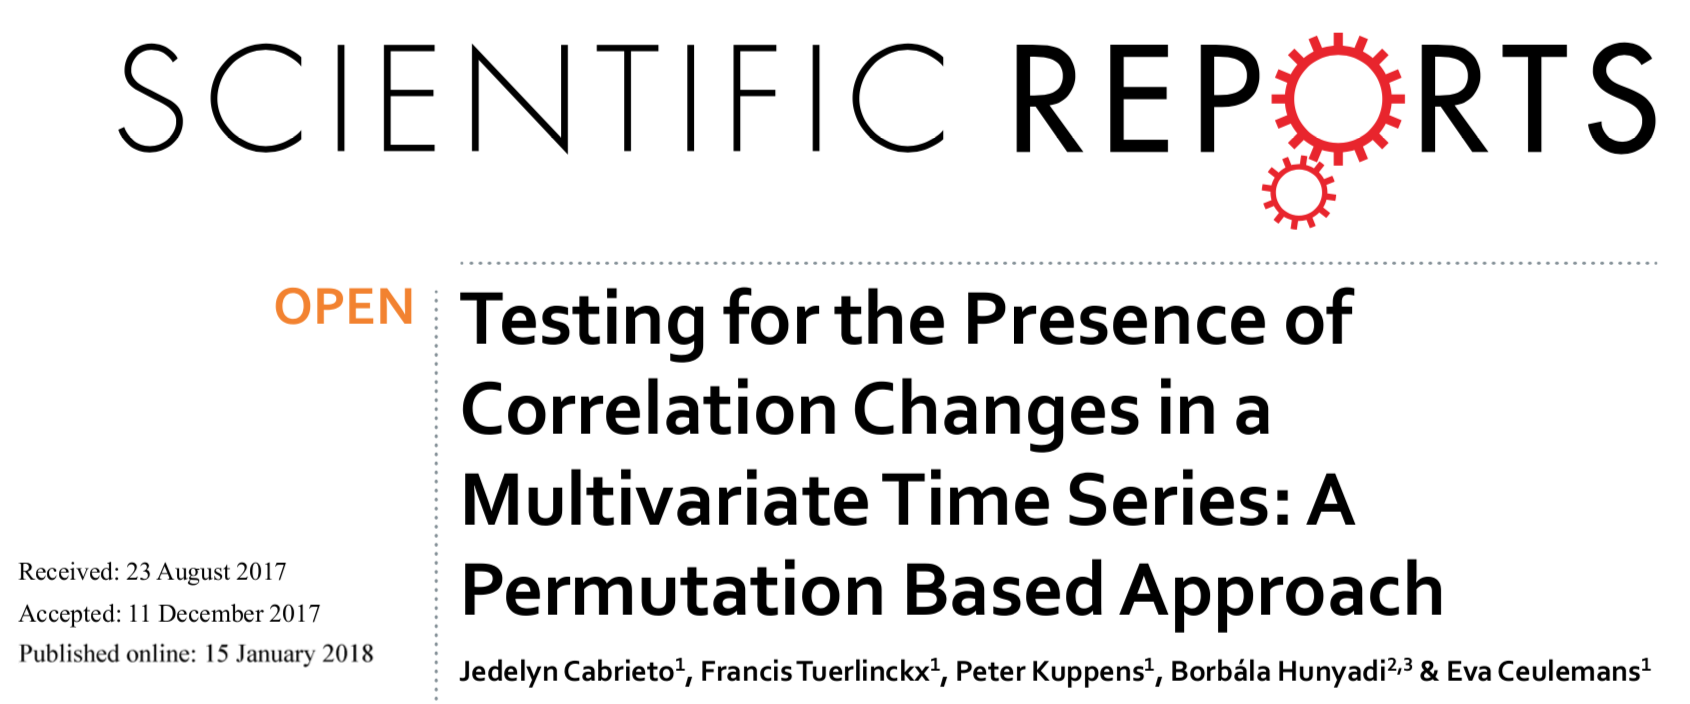 SCIENTIFIC REPORTS
OPEN
Testing for the Presence of
Correlation Changes in a
Multivariate Time Series: A
Permutation Based Approach
Received: 23 August 2017
Accepted: 11 December 2017
Published online: 15 January 2018
Jedelyn Cabrieto¹, Francis Tuerlinckx¹, Peter Kuppens¹, Borbála Hunyadi²,³ & Eva Ceulemans¹